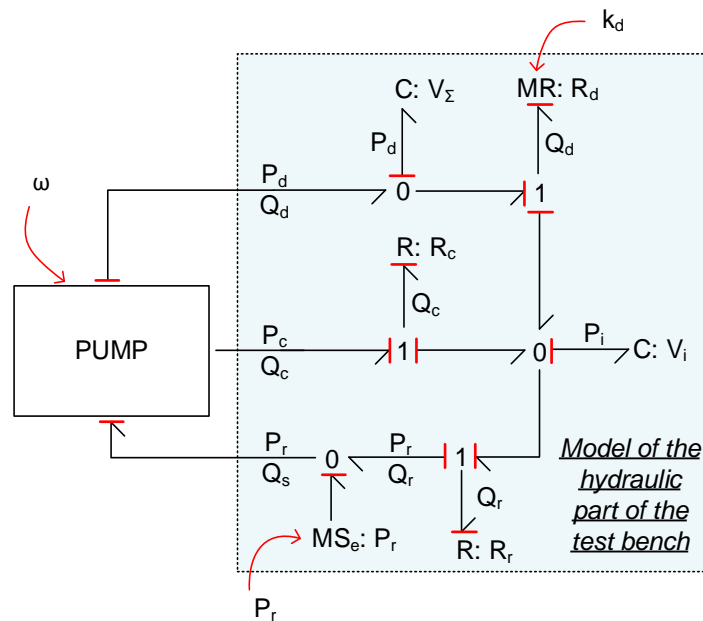 k_d
C: V_Σ
MR: R_d
P_d
Q_d
ω
P_d
0
1
Q_d
R: R_c
Q_c
PUMP
P_c
1
0
P_i
C: V_i
Q_c
P_r
0
P_r
1
Q_s
Q_r
Q_r
Model of the
hydraulic
part of the
test bench
MS_e: P_r
R: R_r
P_r